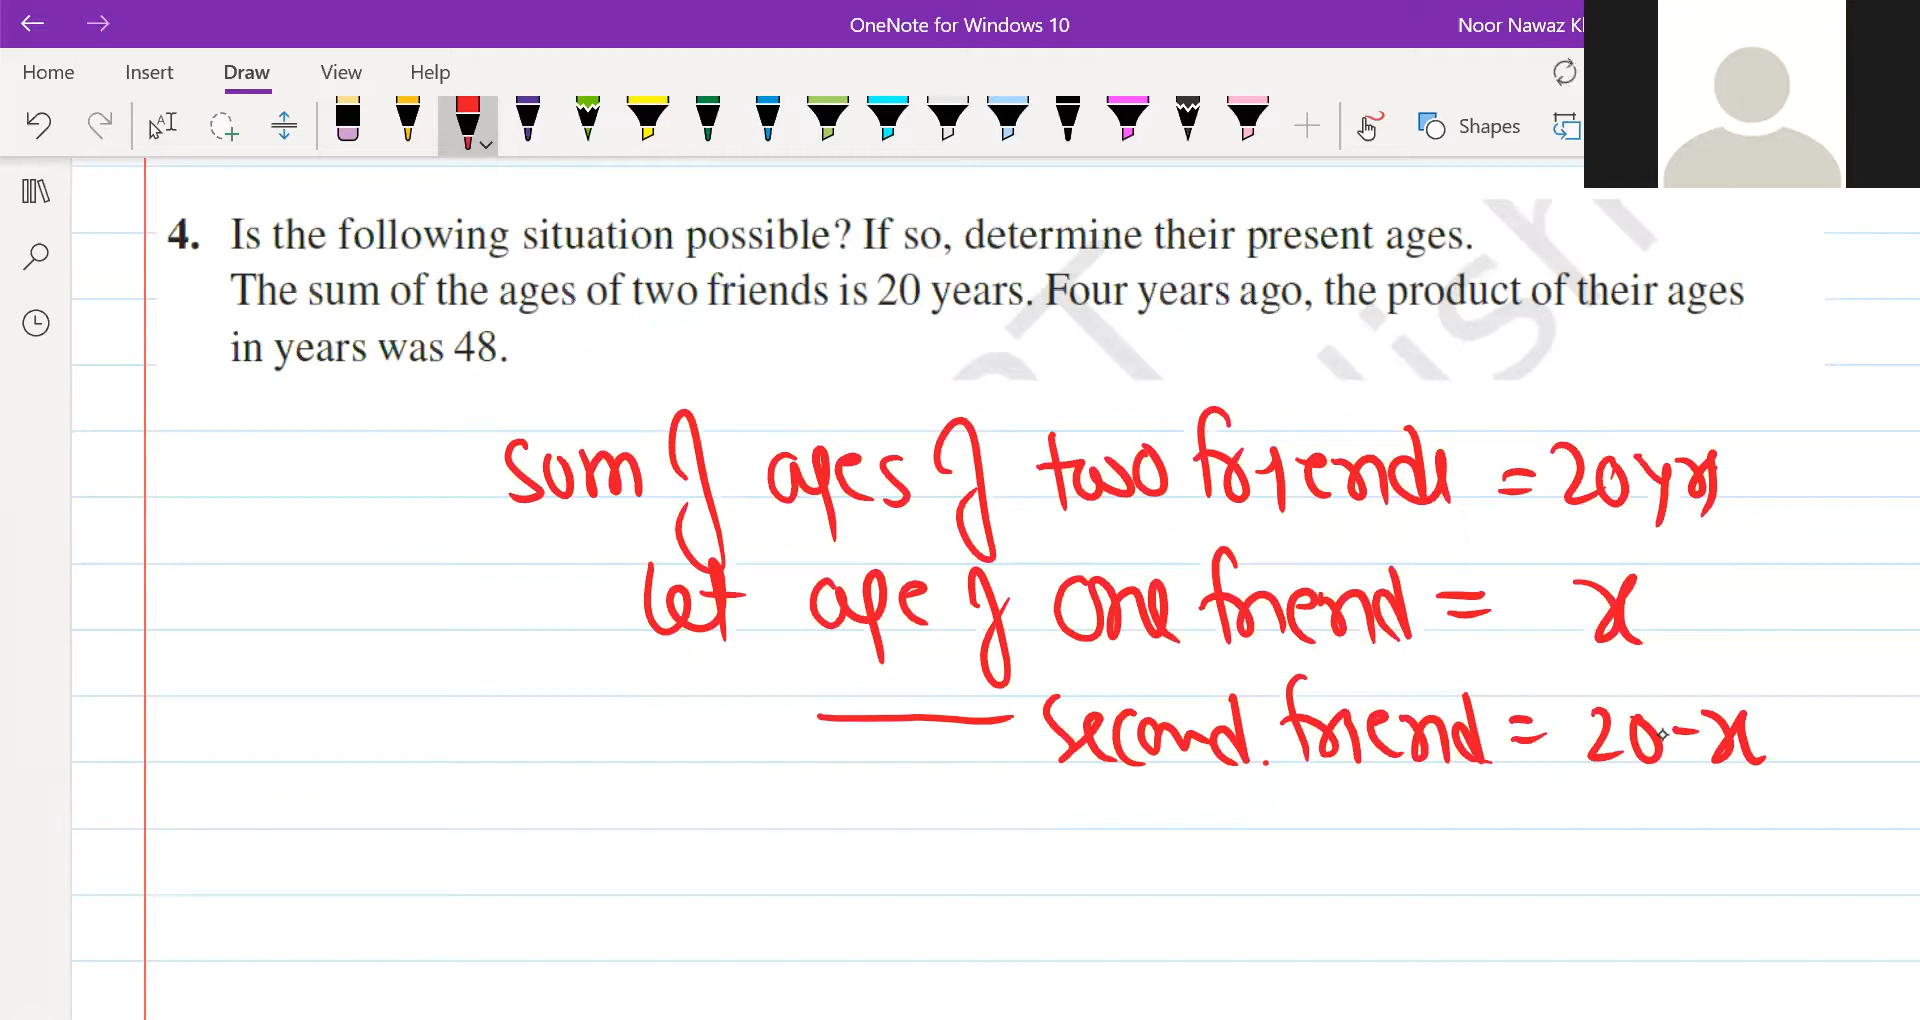 OneNote for Windows 10
Noor Nawaz K
Home Insert Draw View Help
Shapes
4. Is the following situation possible? If so, determine their present ages.
The sum of the ages of two friends is 20 years. Four years ago, the product of their ages
in years was 48.
sum of ages of two friends = 20 yrs
let age of one friend = x
second. friend = 20-x